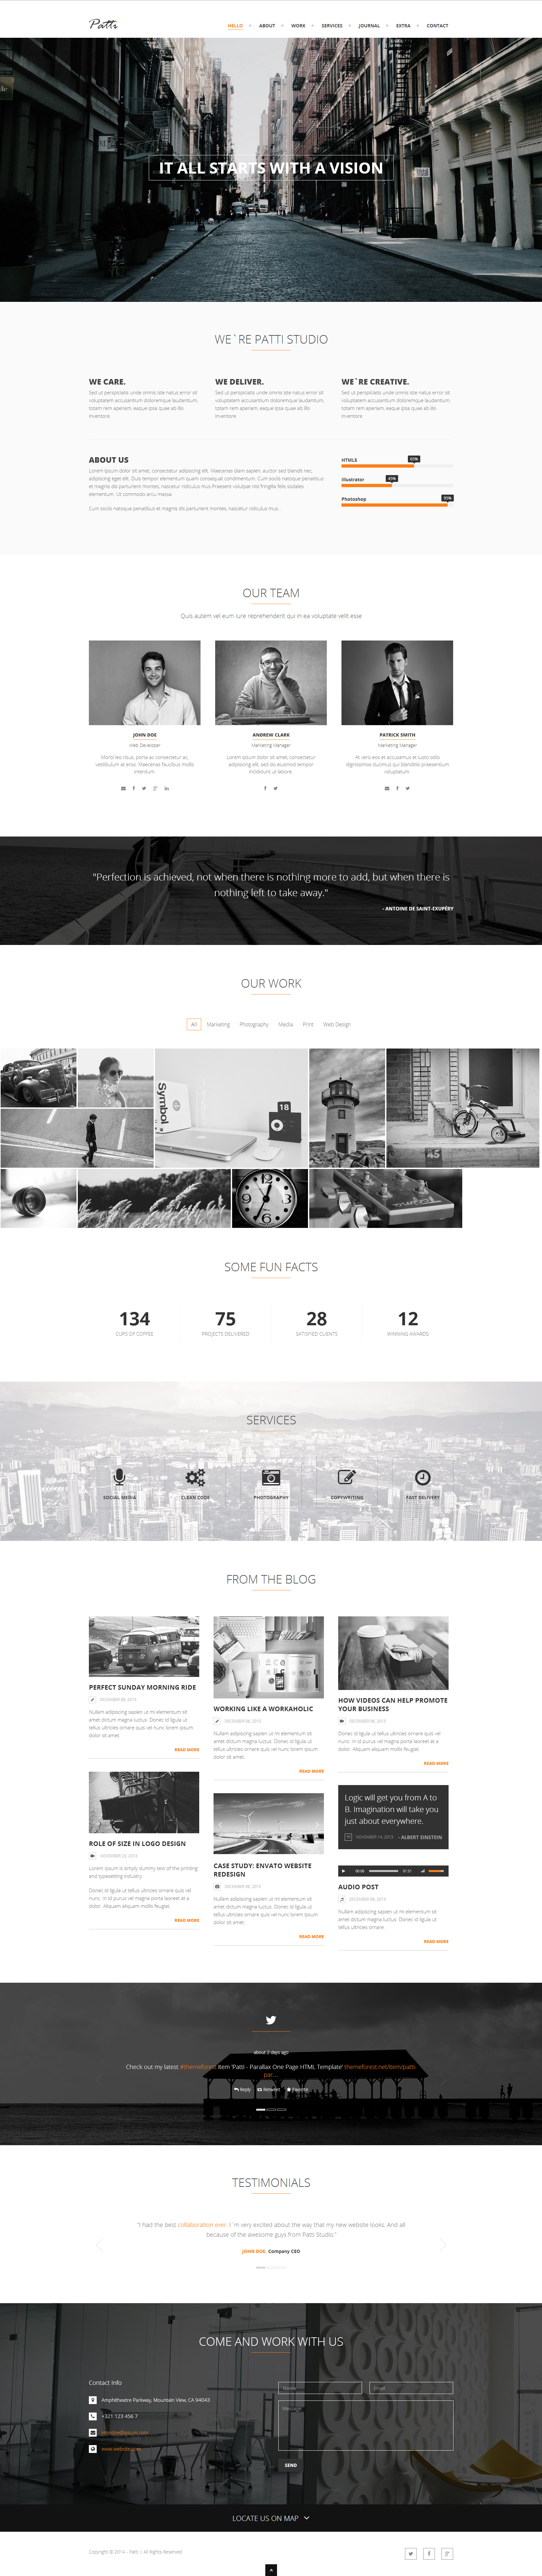 Patti
HELLO
ABOUT
WORK
SERVICES
JOURNAL
EXTRA
CONTACT
IT ALL STARTS WITH A VISION
WE`RE PATTI STUDIO
WE CARE.
Sed ut perspiciatis unde omnis iste natus error sit
voluptatem accusantium doloremque laudantium,
totam rem aperiam, eaque ipsa quae ab illo
inventore.
WE DELIVER.
Sed ut perspiciatis unde omnis iste natus error sit
voluptatem accusantium doloremque laudantium,
totam rem aperiam, eaque ipsa quae ab illo
inventore.
WE`RE CREATIVE.
Sed ut perspiciatis unde omnis iste natus error sit
voluptatem accusantium doloremque laudantium,
totam rem aperiam, eaque ipsa quae ab illo
inventore.
ABOUT US
Lorem ipsum dolor sit amet, consectetur adipiscing elit. Maecenas diam sapien, auctor sed blandit nec,
adipiscing eget elit. Duis tempor elementum quam consequat condimentum. Cum sociis natoque penatibus
et magnis dis parturient montes, nascetur ridiculus mus.Praesent volutpat nisl fringilla felis sodales
elementum. Ut commodo arcu massa.
Cum sociis natoque penatibus et magnis dis parturient montes, nascetur ridiculus mus...
HTML5
65%
Illustrator
45%
Photoshop
95%
OUR TEAM
Quis autem vel eum iure reprehenderit qui in ea voluptate velit esse
JOHN DOE
Web Developer
Morbi leo risus, porta ac consectetur ac,
vestibulum at eros. Maecenas faucibus mollis
interdum.
ANDREW CLARK
Marketing Manager
Lorem ipsum dolor sit amet, consectetur
adipisicing elit, sed do eiusmod tempor
incididunt ut labore.
PATRICK SMITH
Marketing Manager
At vero eos et accusamus et iusto odio
dignissimos ducimus qui blanditiis praesentium
voluptatum
"Perfection is achieved, not when there is nothing more to add, but when there is
nothing left to take away."
- ANTOINE DE SAINT-EXUPÉRY
OUR WORK
All
Marketing
Photography
Media
Print
Web Design
Symbol
18
45
SOME FUN FACTS
134
CUPS OF COFFEE
75
PROJECTS DELIVERED
28
SATISFIED CLIENTS
12
WINNING AWARDS
SERVICES
SOCIAL MEDIA
CLEAN CODE
PHOTOGRAPHY
COPYWRITING
FAST DELIVERY
FROM THE BLOG
PERFECT SUNDAY MORNING RIDE
Nullam adipiscing sapien ut mi elementum sit
amet dictum magna luctus. Donec id ligula ut
tellus ultricies ornare quis vel nunc lorem ipsum
dolor sit amet.
READ MORE
ROLE OF SIZE IN LOGO DESIGN
Lorem Ipsum is simply dummy text of the printing
and typesetting industry.
Donec id ligula ut tellus ultricies ornare quis vel
nunc. In id purus vel magna porta laoreet at a
dolor. Aliquam aliquam mollis feugiat.
READ MORE
WORKING LIKE A WORKAHOLIC
Nullam adipiscing sapien ut mi elementum sit
amet dictum magna luctus. Donec id ligula ut
tellus ultricies ornare quis vel nunc lorem ipsum
dolor sit amet.
READ MORE
CASE STUDY: ENVATO WEBSITE
REDESIGN
Nullam adipiscing sapien ut mi elementum sit
amet dictum magna luctus. Donec id ligula ut
tellus ultricies ornare quis vel nunc lorem ipsum
dolor sit amet.
READ MORE
HOW VIDEOS CAN HELP PROMOTE
YOUR BUSINESS
Donec id ligula ut tellus ultricies ornare quis vel
nunc. In id purus vel magna porta laoreet at a
dolor. Aliquam aliquam mollis feugiat.
READ MORE
Logic will get you from A to
B. Imagination will take you
just about everywhere.
NOVEMBER 14, 2013
- ALBERT EINSTEIN
AUDIO POST
Nullam adipiscing sapien ut mi elementum sit
amet dictum magna luctus. Donec id ligula ut
tellus ultricies ornare.
READ MORE
about 2 days ago
Check out my latest #themeforest item 'Patti - Parallax One Page HTML Template' themeforest.net/item/patti-
par…
Reply
Retweet
Favorite
TESTIMONIALS
"I had the best collaboration ever. I`m very excited about the way that my new website looks. And all
because of the awesome guys from Patti Studio."
JOHN DOE, Company CEO
COME AND WORK WITH US
Contact Info
Amphitheatre Parkway, Mountain View, CA 94043
+321 123 456 7
www.website.com
Name
Email
Message
SEND
LOCATE US ON MAP
Copyright © 2014 - Patti | All Rights Reserved